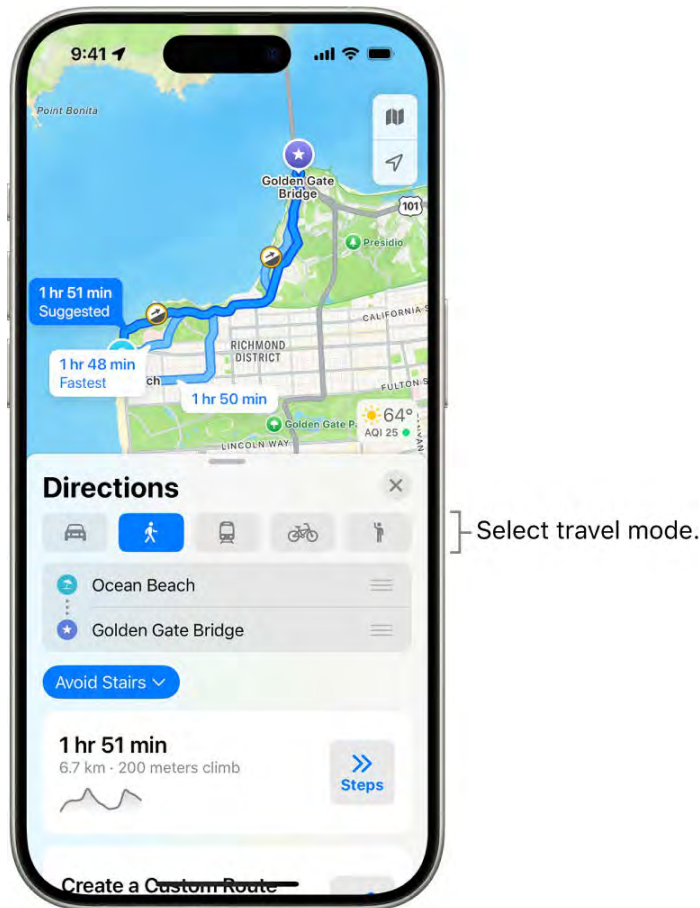 9:41
Point Bonita
Golden Gate
Bridge
101
Presidio
1 hr 51 min
Suggested
CALIFORNIA S
RICHMOND
DISTRICT
1 hr 48 min
Fastest
ch
1 hr 50 min
FULTON S
64°
AQI 25
Golden Gate P
LINCOLN WAY
Directions
Select travel mode.
Ocean Beach
Golden Gate Bridge
Avoid Stairs
1 hr 51 min
6.7 km · 200 meters climb
Steps
Create a Custom Route